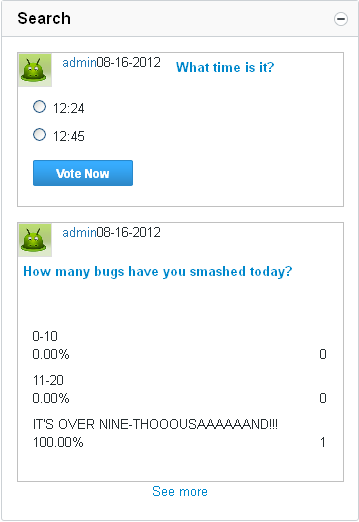 Search
admin08-16-2012 What time is it?
12:24
12:45
Vote Now
admin08-16-2012
How many bugs have you smashed today?
0-10
0.00% 0
11-20
0.00% 0
IT'S OVER NINE-THOOOUSAAAAAAND!!!
100.00% 1
See more